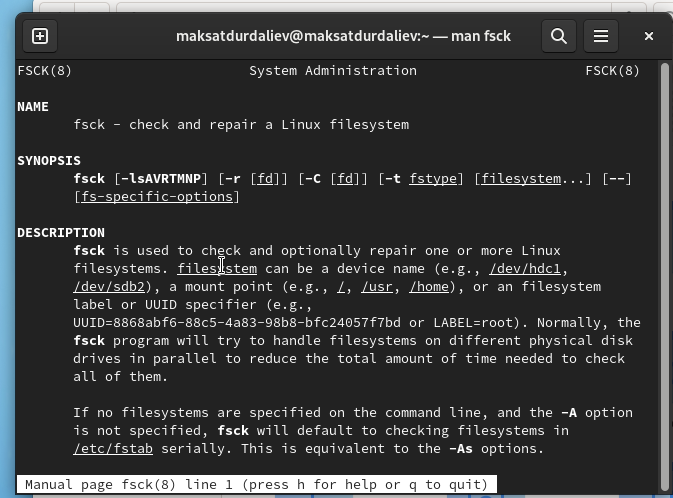 maksatdurdaliev@maksatdurdaliev:~ — man fsck
FSCK(8) System Administration FSCK(8)
NAME
fsck - check and repair a Linux filesystem
SYNOPSIS
fsck [-lsAVRTMNP] [-r [fd]] [-C [fd]] [-t fstype] [filesystem...] [--]
[fs-specific-options]
DESCRIPTION
fsck is used to check and optionally repair one or more Linux
filesystems. filesystem can be a device name (e.g., /dev/hdc1,
/dev/sdb2), a mount point (e.g., /, /usr, /home), or an filesystem
label or UUID specifier (e.g.,
UUID=8868abf6-88c5-4a83-98b8-bfc24057f7bd or LABEL=root). Normally, the
fsck program will try to handle filesystems on different physical disk
drives in parallel to reduce the total amount of time needed to check
all of them.
If no filesystems are specified on the command line, and the -A option
is not specified, fsck will default to checking filesystems in
/etc/fstab serially. This is equivalent to the -As options.
Manual page fsck(8) line 1 (press h for help or q to quit)